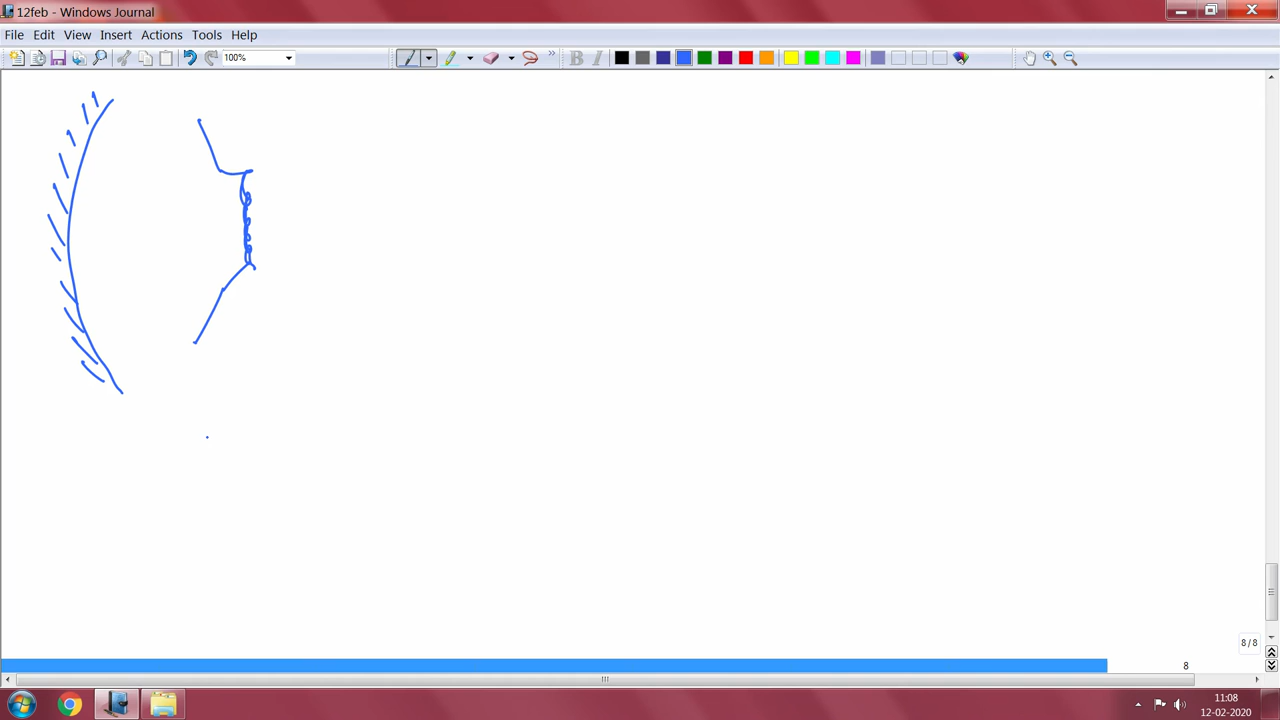 12feb - Windows Journal
File Edit View Insert Actions Tools Help
100% B I
8/8
8
11:08
12-02-2020